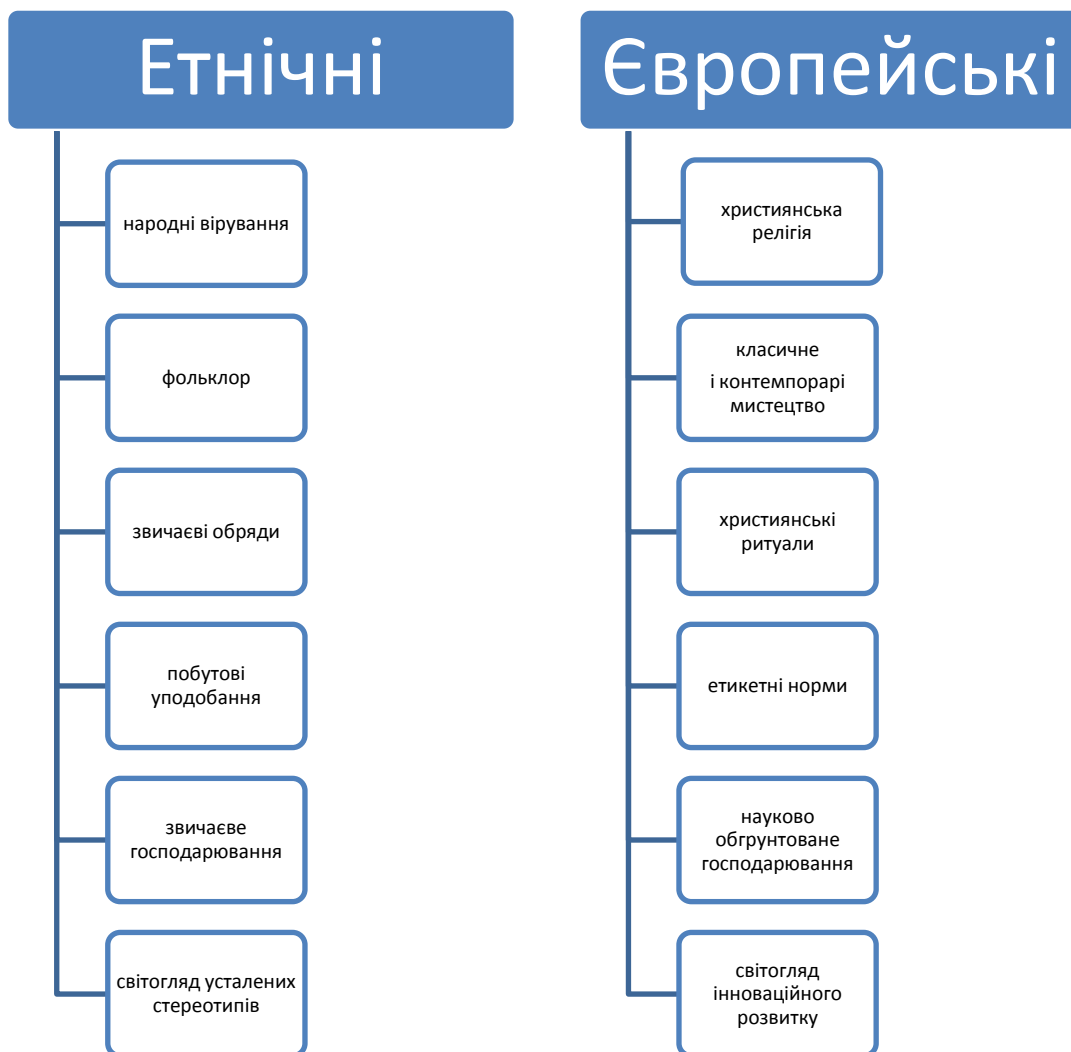 Етнічні
народні вірування
фольклор
звичаєві обряди
побутові
уподобання
звичаєве
господарювання
світогляд усталених
стереотипів
Європейські
християнська
релігія
класичне
і контемпорарі
мистецтво
християнські
ритуали
етикетні норми
науково
обгрунтоване
господарювання
світогляд
інноваційного
розвитку